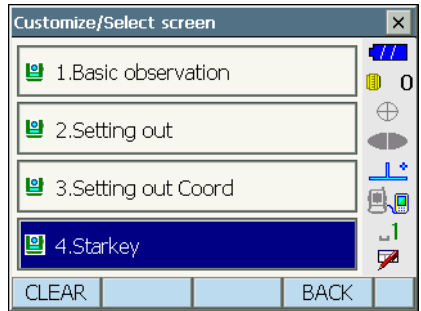 Customize/Select screen
1.Basic observation
0
2.Setting out
3.Setting out Coord
1
4.Starkey
CLEAR BACK